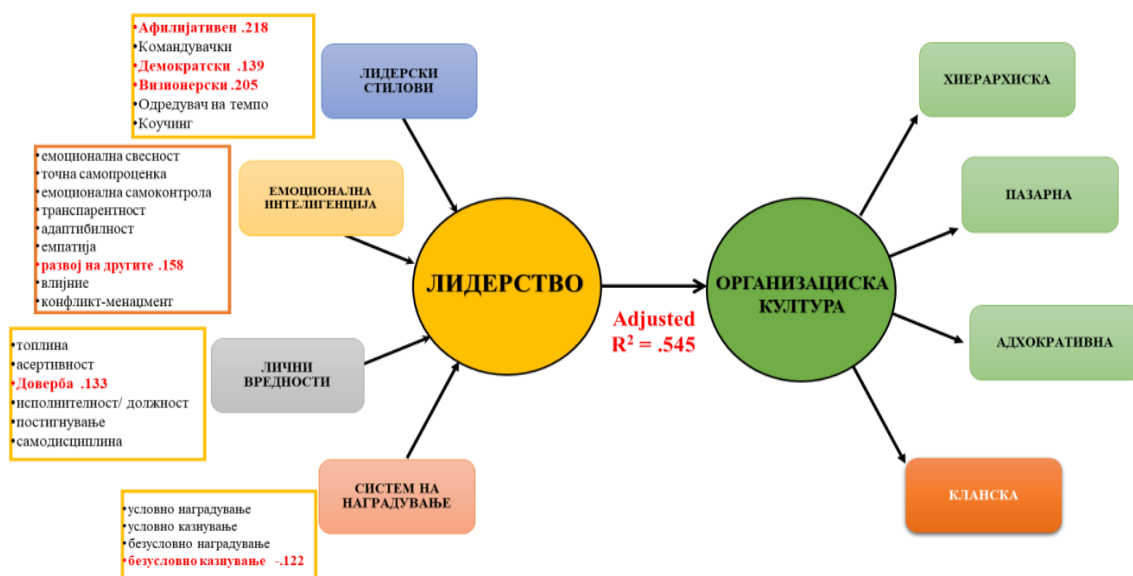 •Афилијативен .218
•Командувачки
•Демократски .139
•Визионерски .205
•Одредувач на темпо
•Коучинг
ЛИДЕРСКИ
СТИЛОВИ
•емоционална свесност
•точна самопроценка
•емоционална самоконтрола
•транспарентност
•адаптибилност
•емпатија
•развој на другите .158
•влијние
•конфликт-менаџмент
ЕМОЦИОНАЛНА
ИНТЕЛИГЕНЦИЈА
•топлина
•асертивност
•Доверба .133
•исполнителност/ должност
•постигнување
•самодисциплина
ЛИЧНИ
ВРЕДНОСТИ
•условно наградување
•условно казнување
•безусловно наградување
•безусловно казнување -.122
СИСТЕМ НА
НАГРАДУВАЊЕ
ЛИДЕРСТВО
Adjusted
R² = .545
ОРГАНИЗАЦИСКА
КУЛТУРА
ХИЕРАРХИСКА
ПАЗАРНА
АДХОКРАТИВНА
КЛАНСКА